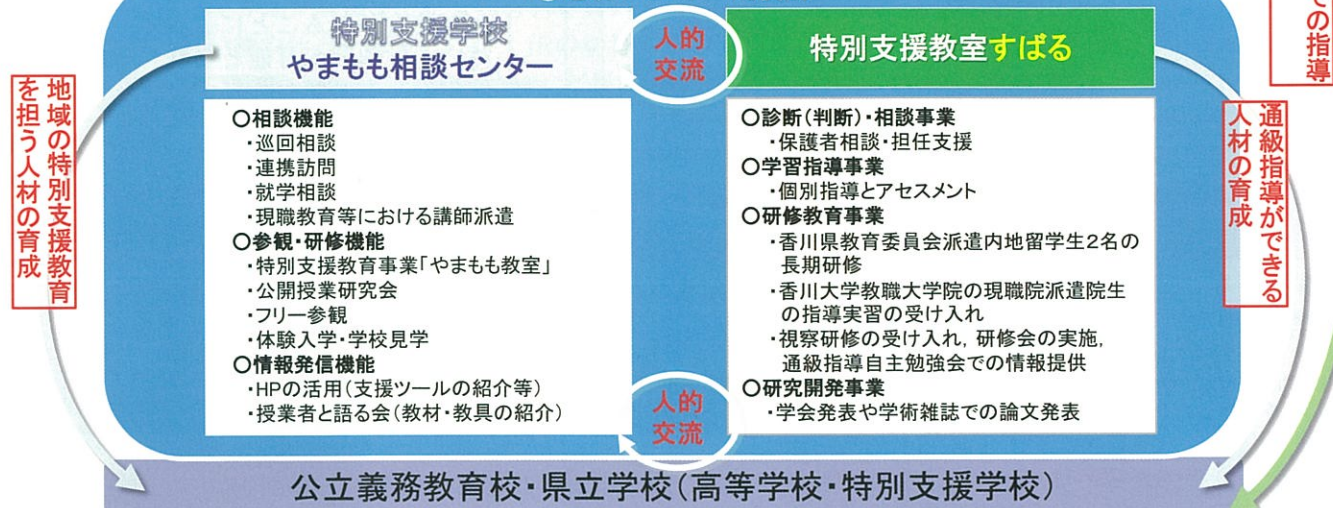 特別支援学校
やまもも相談センター
人的
交流
特別支援教室すばる
での指導
地域の特別支援教育
を担う人材の育成
○相談機能
・巡回相談
・連携訪問
・就学相談
・現職教育等における講師派遣
○参観・研修機能
・特別支援教育事業「やまもも教室」
・公開授業研究会
・フリー参観
・体験入学・学校見学
○情報発信機能
・HPの活用(支援ツールの紹介等)
・授業者と語る会(教材・教具の紹介)
○診断(判断)・相談事業
・保護者相談・担任支援
○学習指導事業
・個別指導とアセスメント
○研修教育事業
・香川県教育委員会派遣内地留学生2名の
長期研修
・香川大学教職大学院の現職院派遣院生
の指導実習の受け入れ
・視察研修の受け入れ, 研修会の実施,
通級指導自主勉強会での情報提供
○研究開発事業
・学会発表や学術雑誌での論文発表
通級指導ができる
人材の育成
人的
交流
公立義務教育校・県立学校(高等学校・特別支援学校)